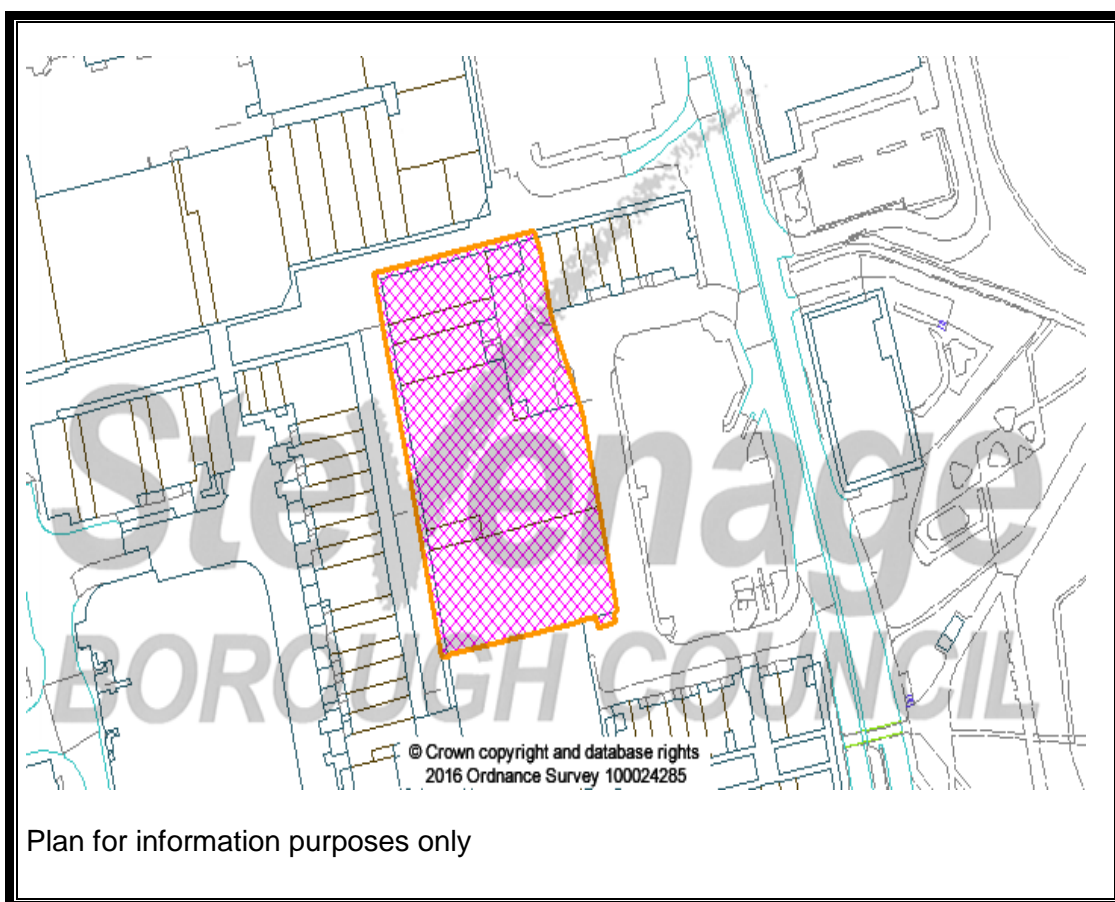 Stevenage
BOROUGH COUNCIL
© Crown copyright and database rights
2016 Ordnance Survey 100024285
Plan for information purposes only